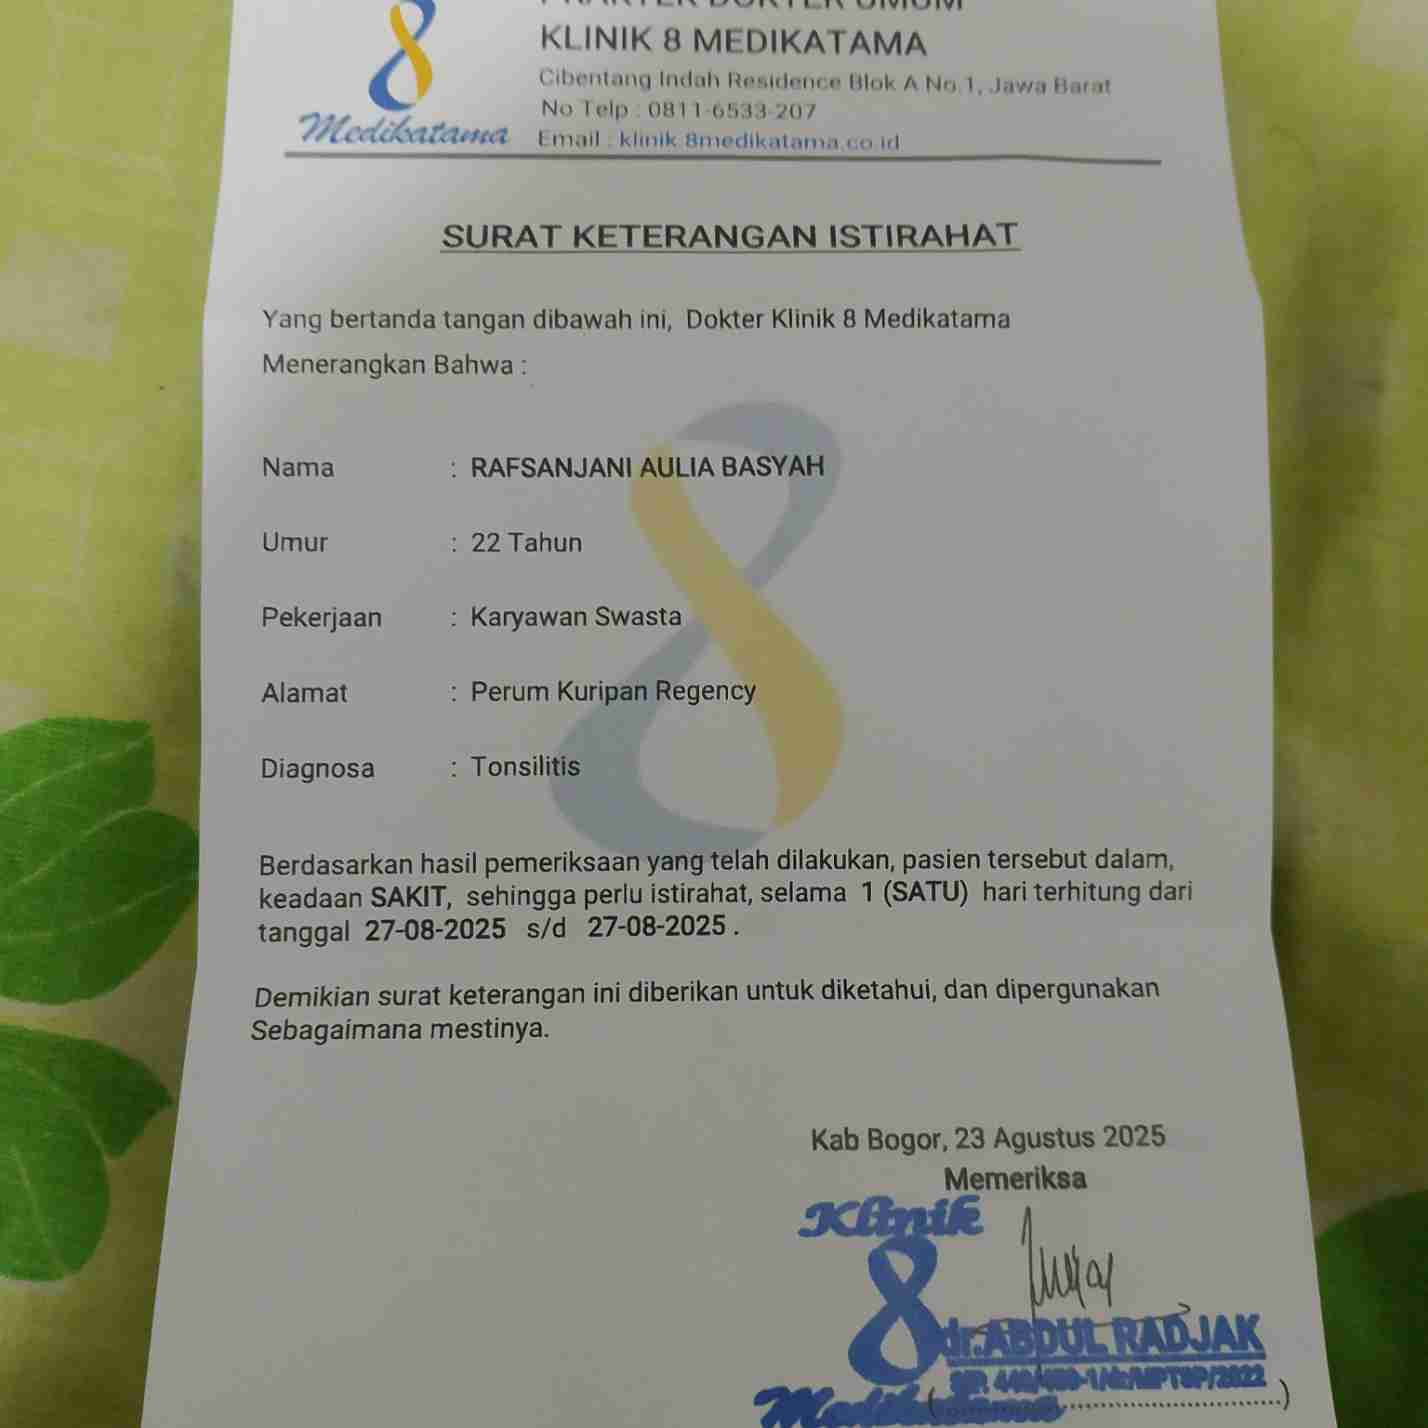 PRAKTEK DOKTER UMUM
KLINIK 8 MEDIKATAMA
Cibentang Indah Residence Blok A No.1, Jawa Barat
No Telp : 0811-6533-207
Email : klinik.8medikatama.co.id
8
Medikatama
SURAT KETERANGAN ISTIRAHAT
Yang bertanda tangan dibawah ini, Dokter Klinik 8 Medikatama
Menerangkan Bahwa :
Nama : RAFSANJANI AULIA BASYAH
Umur : 22 Tahun
Pekerjaan : Karyawan Swasta
Alamat : Perum Kuripan Regency
Diagnosa : Tonsilitis
Berdasarkan hasil pemeriksaan yang telah dilakukan, pasien tersebut dalam,
keadaan SAKIT, sehingga perlu istirahat, selama 1 (SATU) hari terhitung dari
tanggal 27-08-2025 s/d 27-08-2025 .
Demikian surat keterangan ini diberikan untuk diketahui, dan dipergunakan
Sebagaimana mestinya.
Kab Bogor, 23 Agustus 2025
Memeriksa
Klinik
8
dr.ABDUL RADJAK
Medikatama